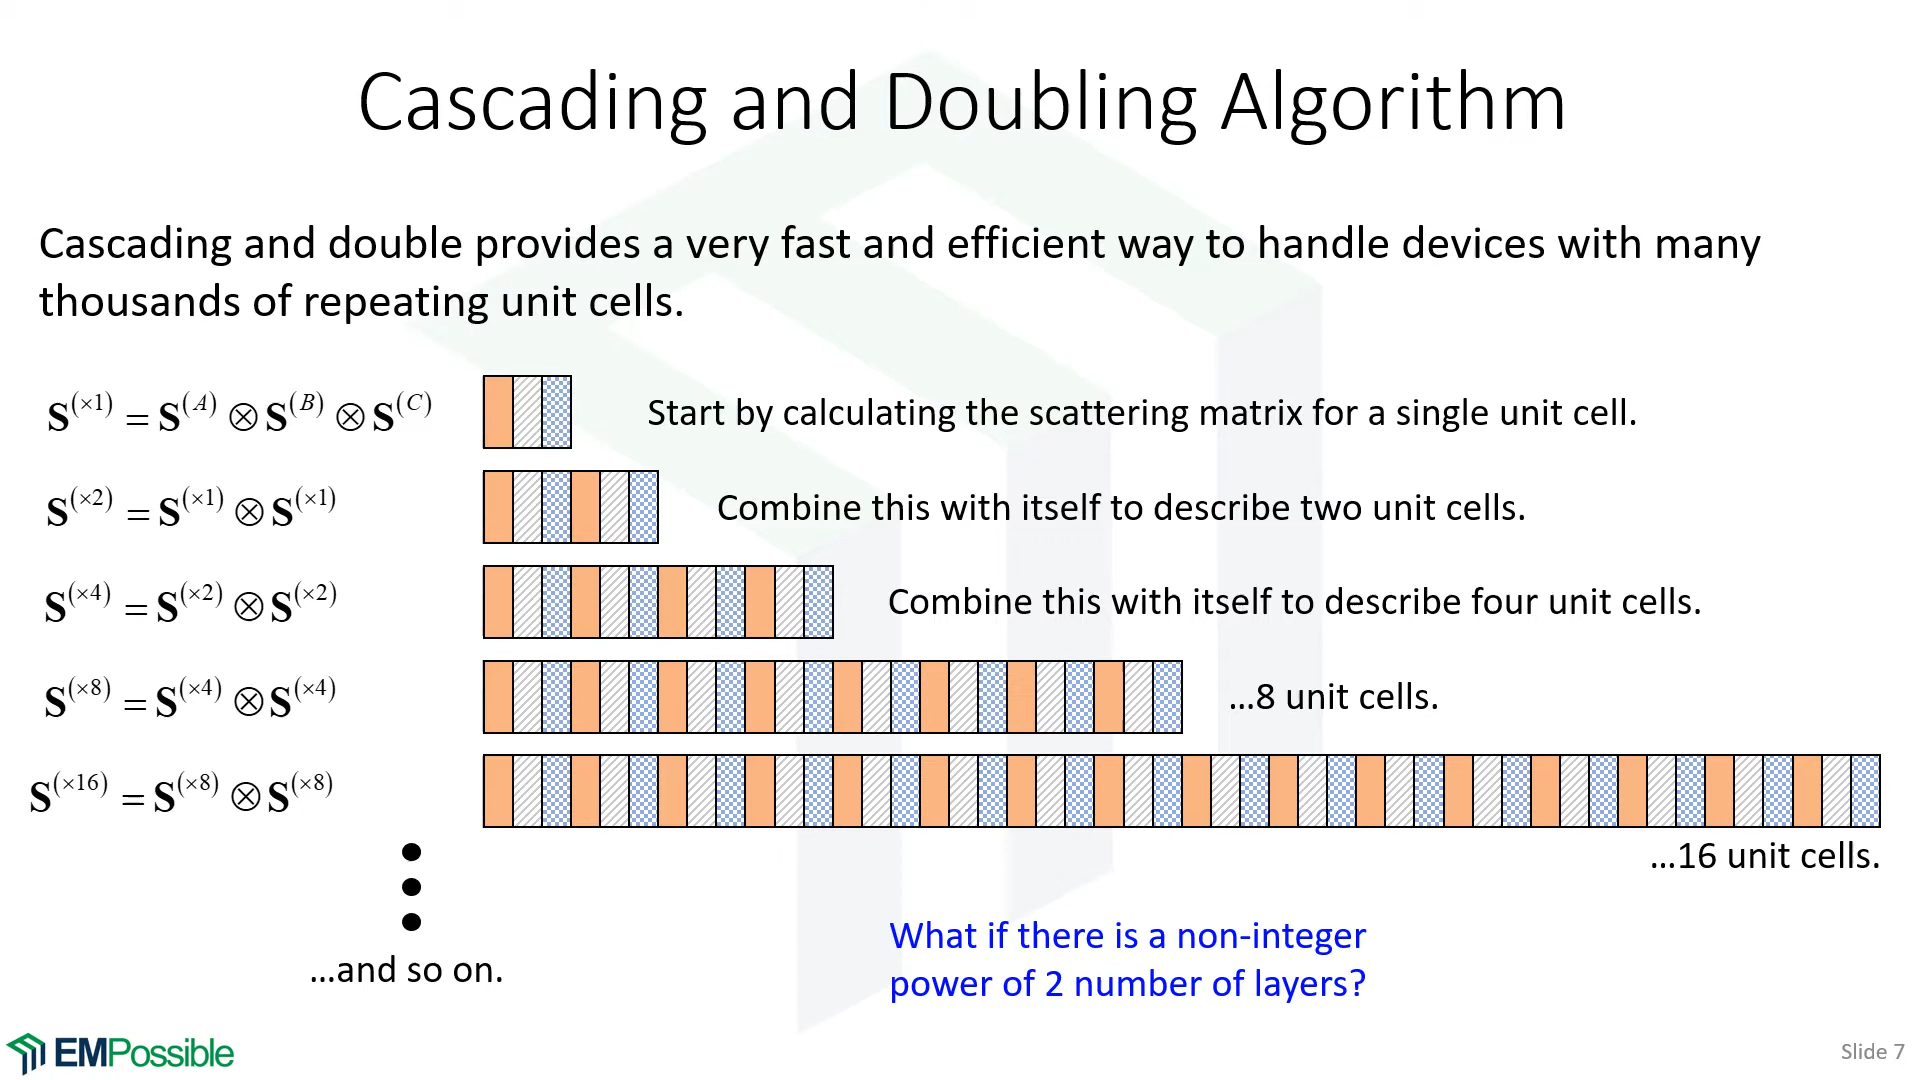 Cascading and Doubling Algorithm
Cascading and double provides a very fast and efficient way to handle devices with many
thousands of repeating unit cells.
S^(×1) = S^(A) ⊗ S^(B) ⊗ S^(C)
Start by calculating the scattering matrix for a single unit cell.
S^(×2) = S^(×1) ⊗ S^(×1)
Combine this with itself to describe two unit cells.
S^(×4) = S^(×2) ⊗ S^(×2)
Combine this with itself to describe four unit cells.
S^(×8) = S^(×4) ⊗ S^(×4)
…8 unit cells.
S^(×16) = S^(×8) ⊗ S^(×8)
…16 unit cells.
…and so on.
What if there is a non-integer
power of 2 number of layers?
EMPossible
Slide 7